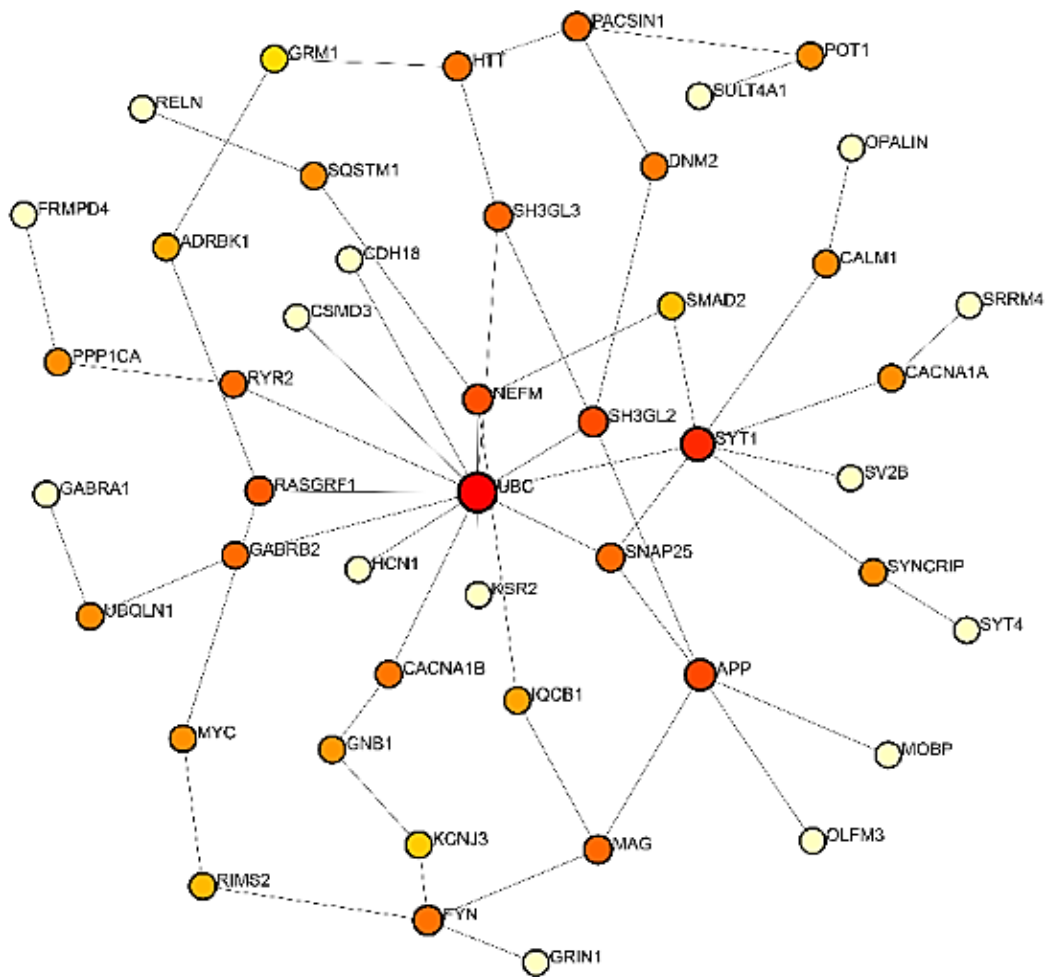 PACSIN1
GRM1
HTT
POT1
RELN
SULT4A1
OPALIN
SQSTM1
DNM2
FRMPD4
SH3GL3
ADRBK1
CDH18
CALM1
SMAD2
SRRM4
CSMD3
PPP1CA
RYR2
CACNA1A
NEFM
SH3GL2
SYT1
SV2B
GABRA1
RASGRF1
UBC
GABRB2
SNAP25
HCN1
SYNCRIP
KSR2
UBQLN1
SYT4
CACNA1B
APP
IQCB1
MYC
GNB1
MOBP
KCNJ3
MAG
OLFM3
RIMS2
FYN
GRIN1